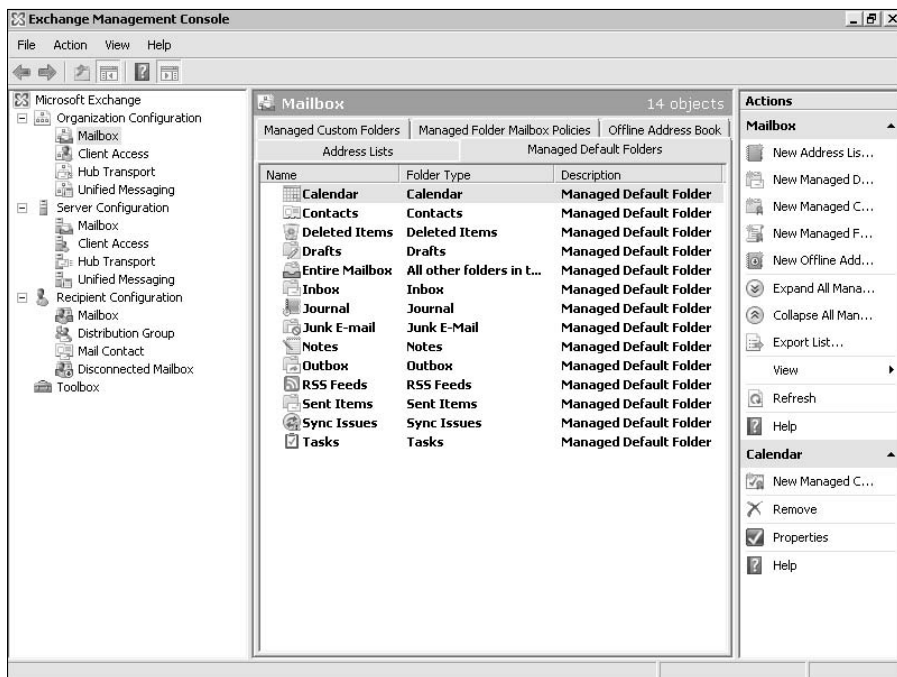 Exchange Management Console
File Action View Help
Microsoft Exchange
Organization Configuration
Mailbox
Client Access
Hub Transport
Unified Messaging
Server Configuration
Mailbox
Client Access
Hub Transport
Unified Messaging
Recipient Configuration
Mailbox
Distribution Group
Mail Contact
Disconnected Mailbox
Toolbox
Mailbox 14 objects
Managed Custom Folders Managed Folder Mailbox Policies Offline Address Book
Address Lists Managed Default Folders
Name Folder Type Description
Calendar Calendar Managed Default Folder
Contacts Contacts Managed Default Folder
Deleted Items Deleted Items Managed Default Folder
Drafts Drafts Managed Default Folder
Entire Mailbox All other folders in t... Managed Default Folder
Inbox Inbox Managed Default Folder
Journal Journal Managed Default Folder
Junk E-mail Junk E-Mail Managed Default Folder
Notes Notes Managed Default Folder
Outbox Outbox Managed Default Folder
RSS Feeds RSS Feeds Managed Default Folder
Sent Items Sent Items Managed Default Folder
Sync Issues Sync Issues Managed Default Folder
Tasks Tasks Managed Default Folder
Actions
Mailbox
New Address Lis...
New Managed D...
New Managed C...
New Managed F...
New Offline Add...
Expand All Mana...
Collapse All Man...
Export List...
View
Refresh
Help
Calendar
New Managed C...
Remove
Properties
Help